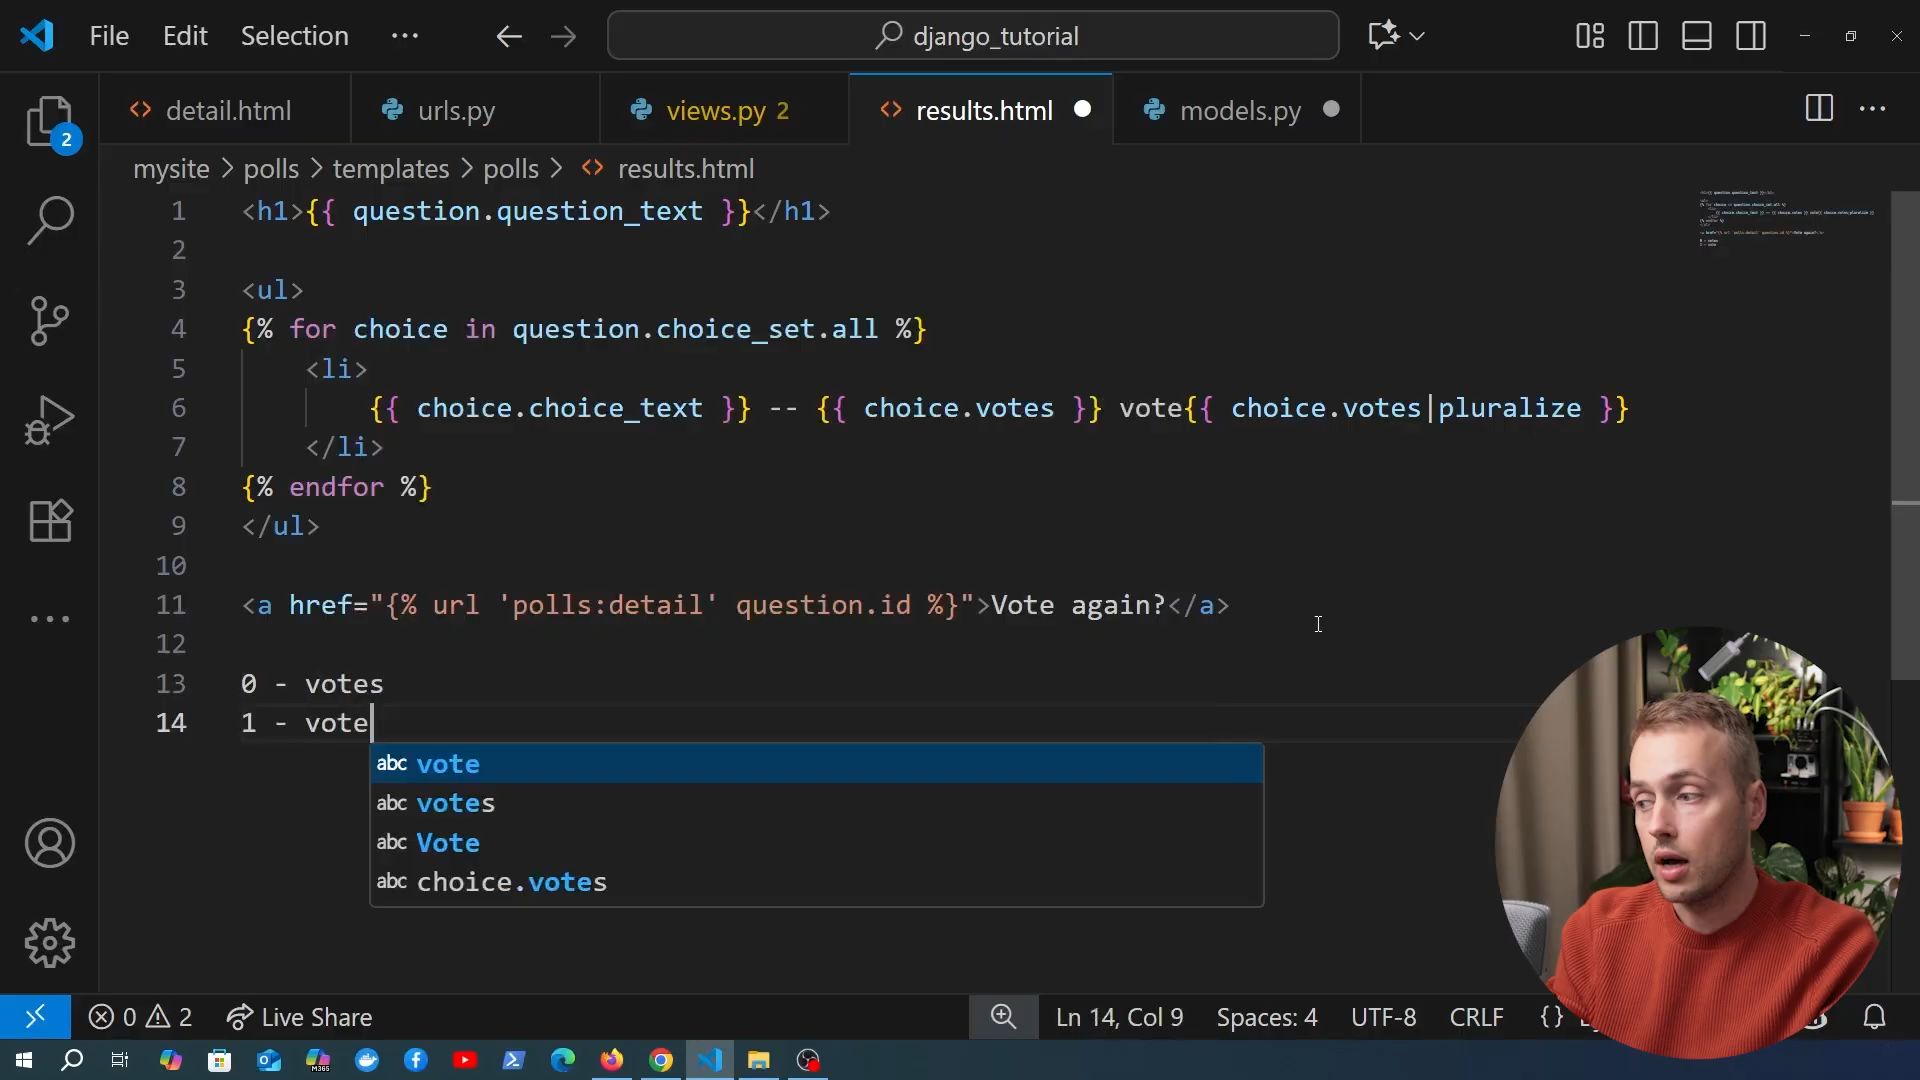 File Edit Selection ··· django_tutorial
detail.html urls.py views.py 2 results.html models.py
2
mysite > polls > templates > polls > results.html
1 <h1>{{ question.question_text }}</h1>
2
3 <ul>
4 {% for choice in question.choice_set.all %}
5 <li>
6 {{ choice.choice_text }} -- {{ choice.votes }} vote{{ choice.votes|pluralize }}
7 </li>
8 {% endfor %}
9 </ul>
10
11 <a href="{% url 'polls:detail' question.id %}">Vote again?</a>
12
13 0 - votes
14 1 - vote
abc vote
abc votes
abc Vote
abc choice.votes
0 2 Live Share Ln 14, Col 9 Spaces: 4 UTF-8 CRLF {}
M365